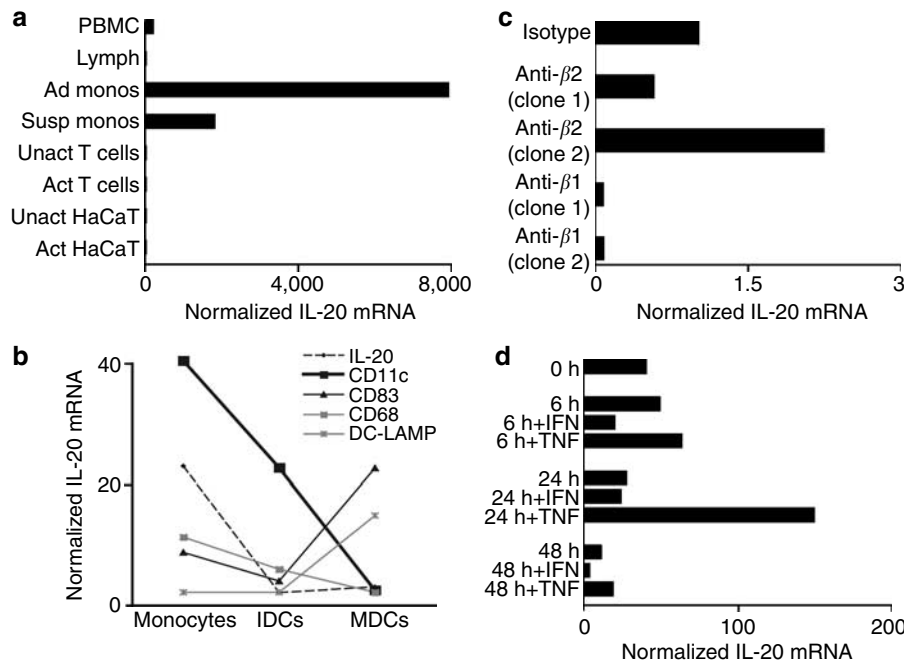 a
PBMC
Lymph
Ad monos
Susp monos
Unact T cells
Act T cells
Unact HaCaT
Act HaCaT
0
4,000
8,000
Normalized IL-20 mRNA
c
Isotype
Anti-β2
(clone 1)
Anti-β2
(clone 2)
Anti-β1
(clone 1)
Anti-β1
(clone 2)
0
1.5
3
Normalized IL-20 mRNA
b
Normalized IL-20 mRNA
40
20
0
IL-20
CD11c
CD83
CD68
DC-LAMP
Monocytes
IDCs
MDCs
d
0 h
6 h
6 h+IFN
6 h+TNF
24 h
24 h+IFN
24 h+TNF
48 h
48 h+IFN
48 h+TNF
0
100
200
Normalized IL-20 mRNA